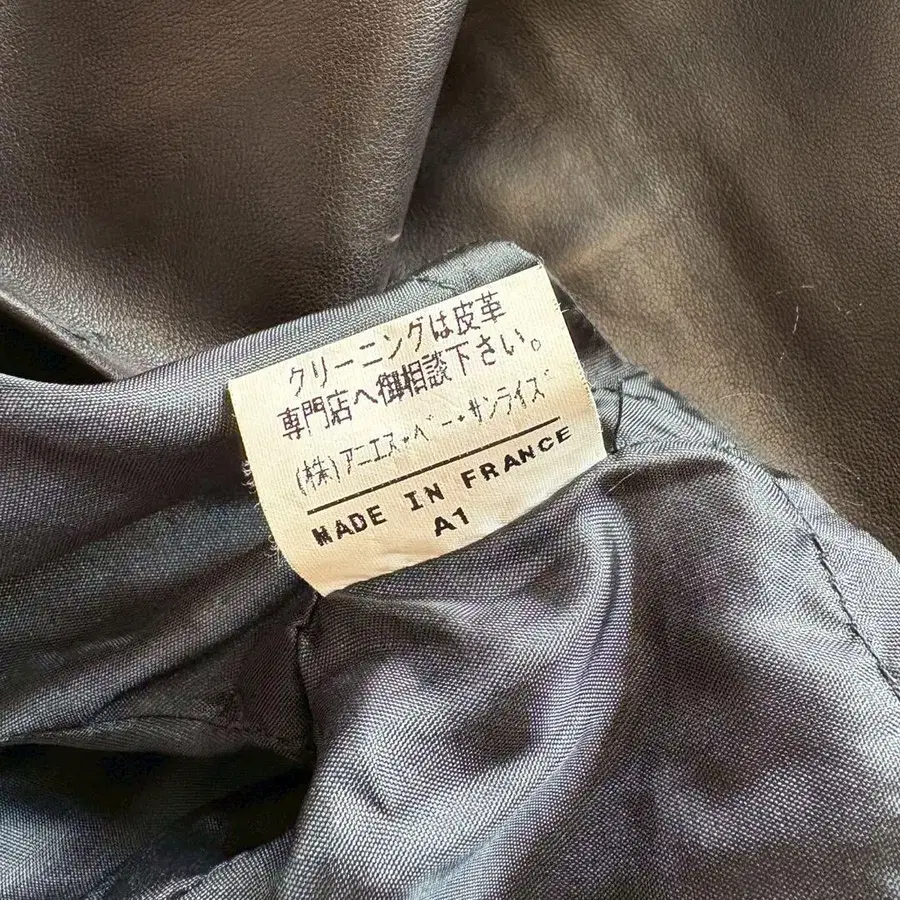 クリーニングは皮革
専門店へ御相談下さい。
(株)アニエス・ベー・サンライズ
MADE IN FRANCE
A1